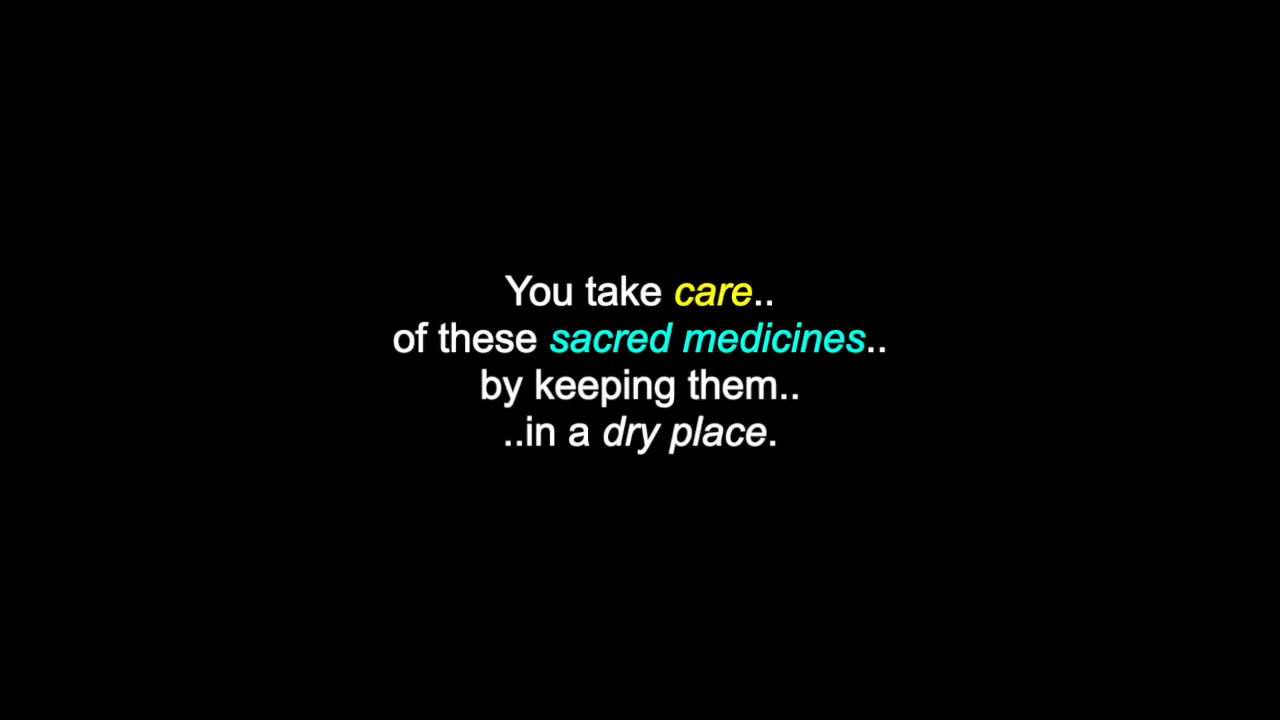 You take care..
of these sacred medicines..
by keeping them..
..in a dry place.